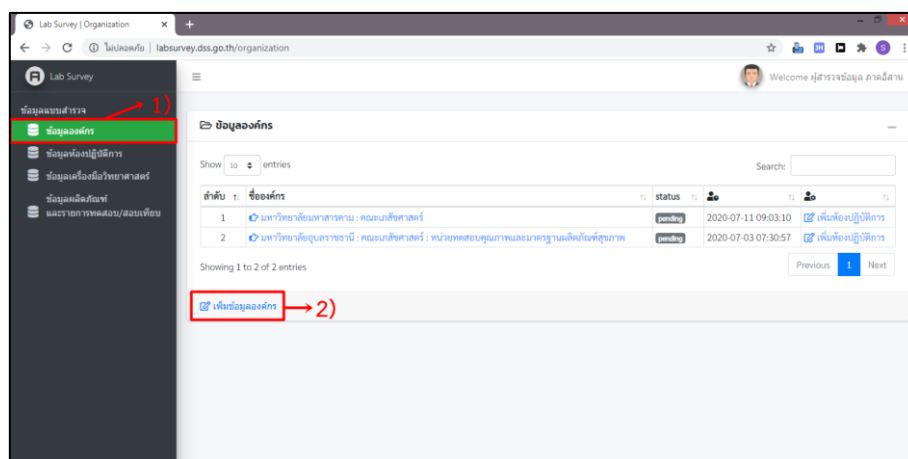 Lab Survey | Organization
ไม่ปลอดภัย | labsurvey.dss.go.th/organization
Lab Survey
Welcome ผู้สำรวจข้อมูล ภาคอีสาน
ข้อมูลแบบสำรวจ
1)
ข้อมูลองค์กร
ข้อมูลห้องปฏิบัติการ
ข้อมูลเครื่องมือวิทยาศาสตร์
ข้อมูลผลิตภัณฑ์
และรายการทดสอบ/สอบเทียบ
ข้อมูลองค์กร
Show 10 entries
Search:
ลำดับ ชื่อองค์กร status
1 มหาวิทยาลัยมหาสารคาม : คณะเภสัชศาสตร์ pending 2020-07-11 09:03:10 เพิ่มห้องปฏิบัติการ
2 มหาวิทยาลัยอุบลราชธานี : คณะเภสัชศาสตร์ : หน่วยทดสอบคุณภาพและมาตรฐานผลิตภัณฑ์สุขภาพ pending 2020-07-03 07:30:57 เพิ่มห้องปฏิบัติการ
Showing 1 to 2 of 2 entries
Previous 1 Next
เพิ่มข้อมูลองค์กร
2)